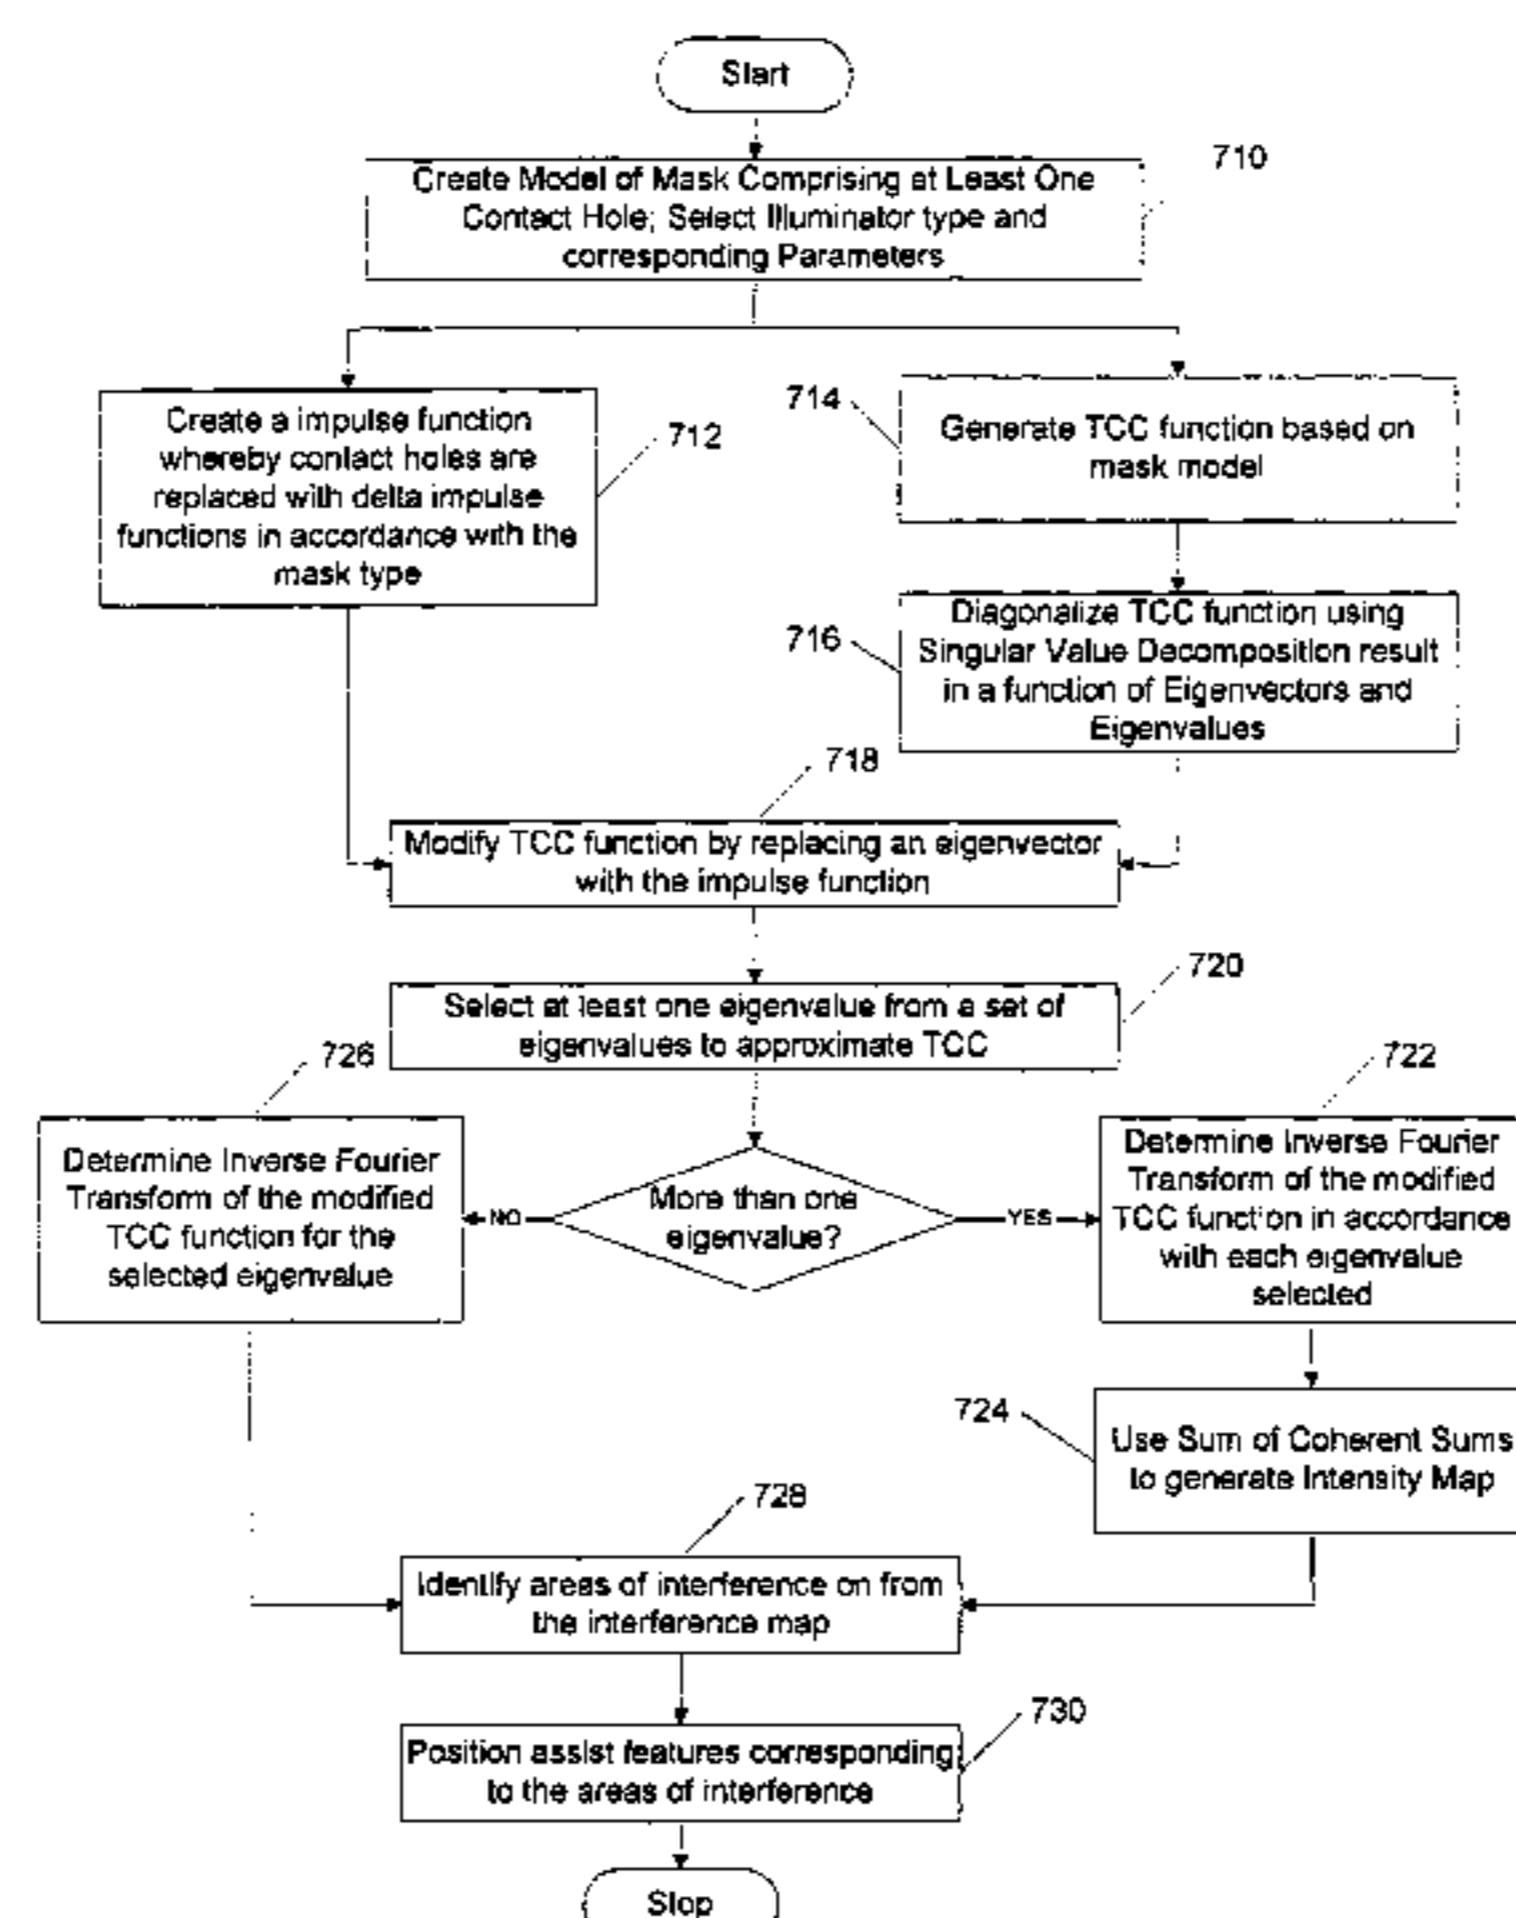 Start
710
Create Model of Mask Comprising at Least One
Contact Hole; Select Illuminator type and
corresponding Parameters
712
Create a impulse function
whereby contact holes are
replaced with delta impulse
functions in accordance with the
mask type
714
Generate TCC function based on
mask model
716
Diagonalize TCC function using
Singular Value Decomposition result
in a function of Eigenvectors and
Eigenvalues
718
Modify TCC function by replacing an eigenvector
with the impulse function
720
Select at least one eigenvalue from a set of
eigenvalues to approximate TCC
726
Determine Inverse Fourier
Transform of the modified
TCC function for the
selected eigenvalue
NO
More than one
eigenvalue?
YES
722
Determine Inverse Fourier
Transform of the modified
TCC function in accordance
with each eigenvalue
selected
724
Use Sum of Coherent Sums
to generate Intensity Map
728
Identify areas of interference on from
the interference map
730
Position assist features corresponding
to the areas of interference
Stop